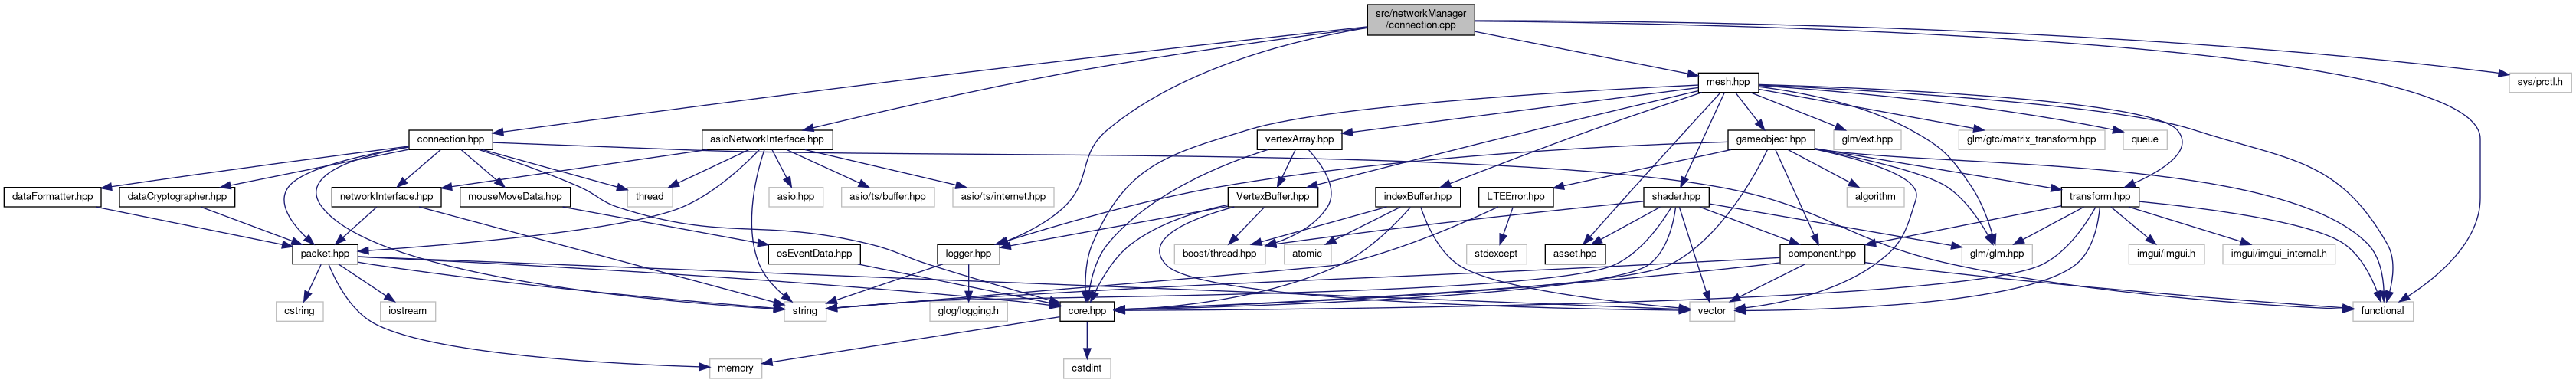 src/networkManager
/connection.cpp
mesh.hpp
sys/prctl.h
connection.hpp
asioNetworkInterface.hpp
vertexArray.hpp
gameobject.hpp
glm/ext.hpp
glm/gtc/matrix_transform.hpp
queue
dataFormatter.hpp
dataCryptographer.hpp
networkInterface.hpp
mouseMoveData.hpp
thread
asio.hpp
asio/ts/buffer.hpp
asio/ts/internet.hpp
VertexBuffer.hpp
indexBuffer.hpp
LTEError.hpp
shader.hpp
algorithm
transform.hpp
packet.hpp
osEventData.hpp
logger.hpp
boost/thread.hpp
atomic
stdexcept
asset.hpp
component.hpp
glm/glm.hpp
imgui/imgui.h
imgui/imgui_internal.h
cstring
iostream
string
glog/logging.h
core.hpp
vector
functional
memory
cstdint